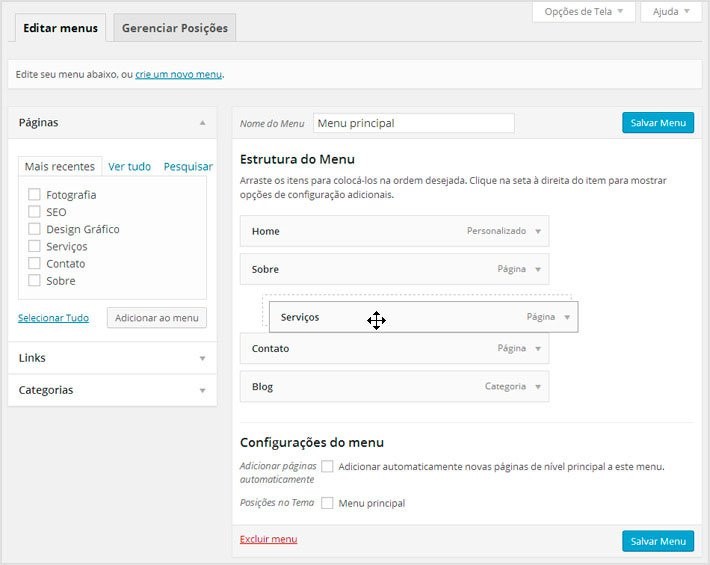 Opções de Tela
Ajuda
Editar menus
Gerenciar Posições
Edite seu menu abaixo, ou crie um novo menu.
Páginas
Mais recentes
Ver tudo
Pesquisar
Fotografia
SEO
Design Gráfico
Serviços
Contato
Sobre
Selecionar Tudo
Adicionar ao menu
Links
Categorias
Nome do Menu
Menu principal
Salvar Menu
Estrutura do Menu
Arraste os itens para colocá-los na ordem desejada. Clique na seta à direita do item para mostrar
opções de configuração adicionais.
Home
Personalizado
Sobre
Página
Serviços
Página
Contato
Página
Blog
Categoria
Configurações do menu
Adicionar páginas
automaticamente
Adicionar automaticamente novas páginas de nível principal a este menu.
Posições no Tema
Menu principal
Excluir menu
Salvar Menu